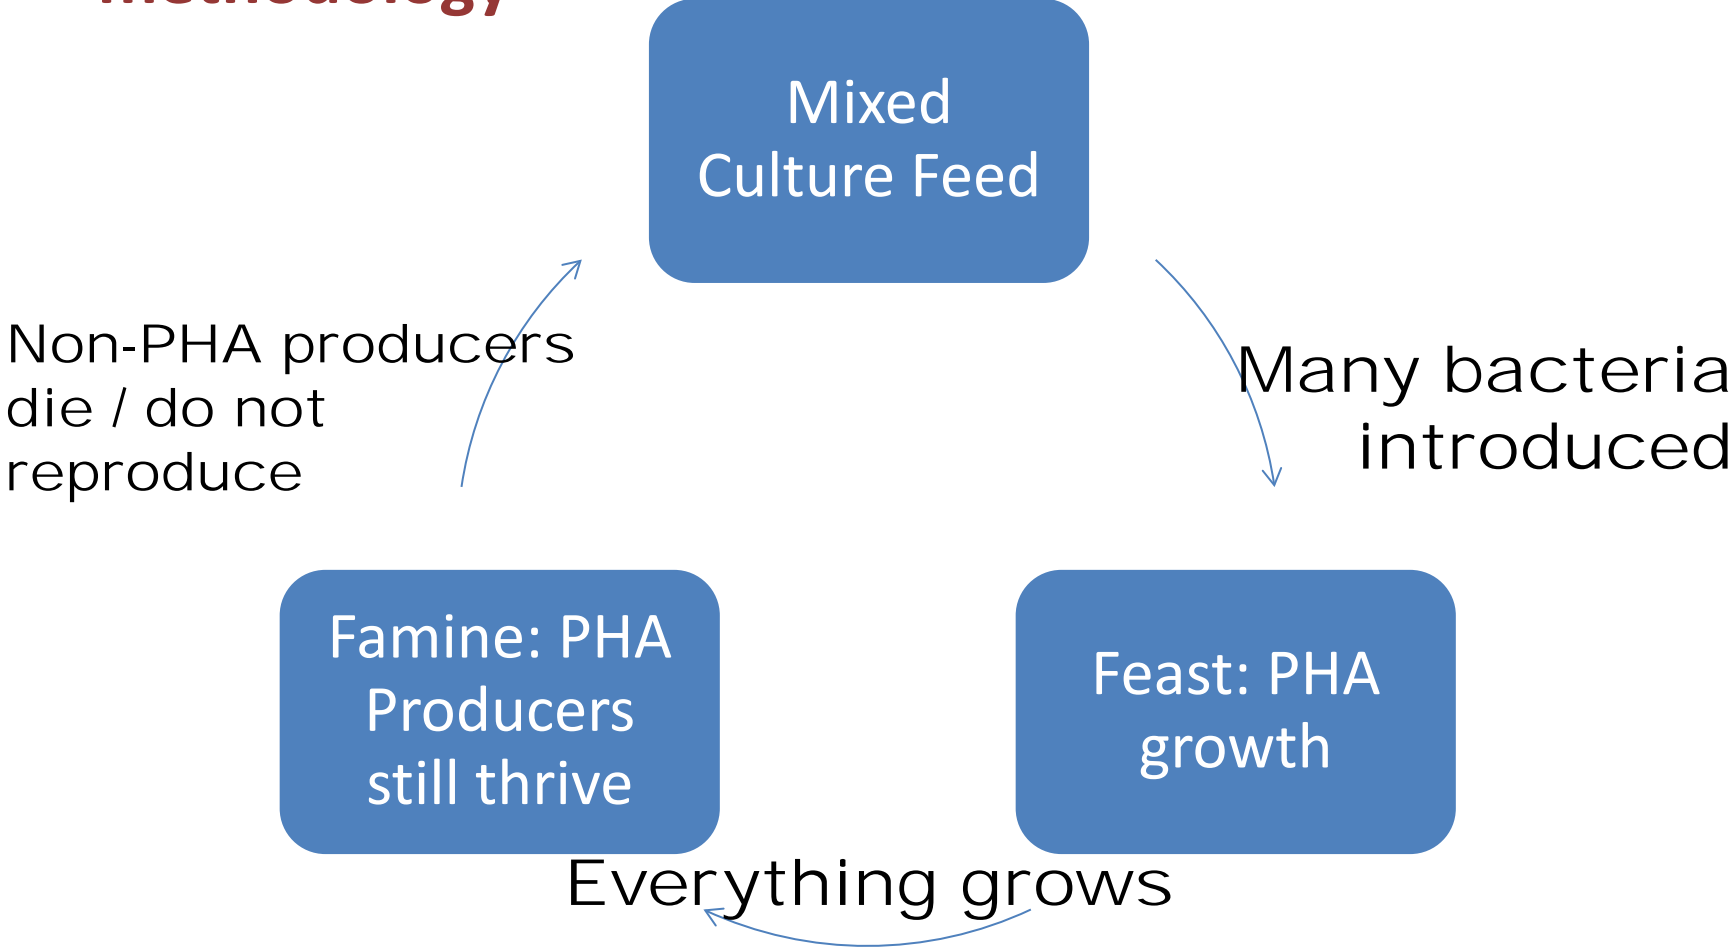 methodology
Mixed
Culture Feed
Non-PHA producers
die / do not
reproduce
Many bacteria
introduced
Famine: PHA
Producers
still thrive
Feast: PHA
growth
Everything grows